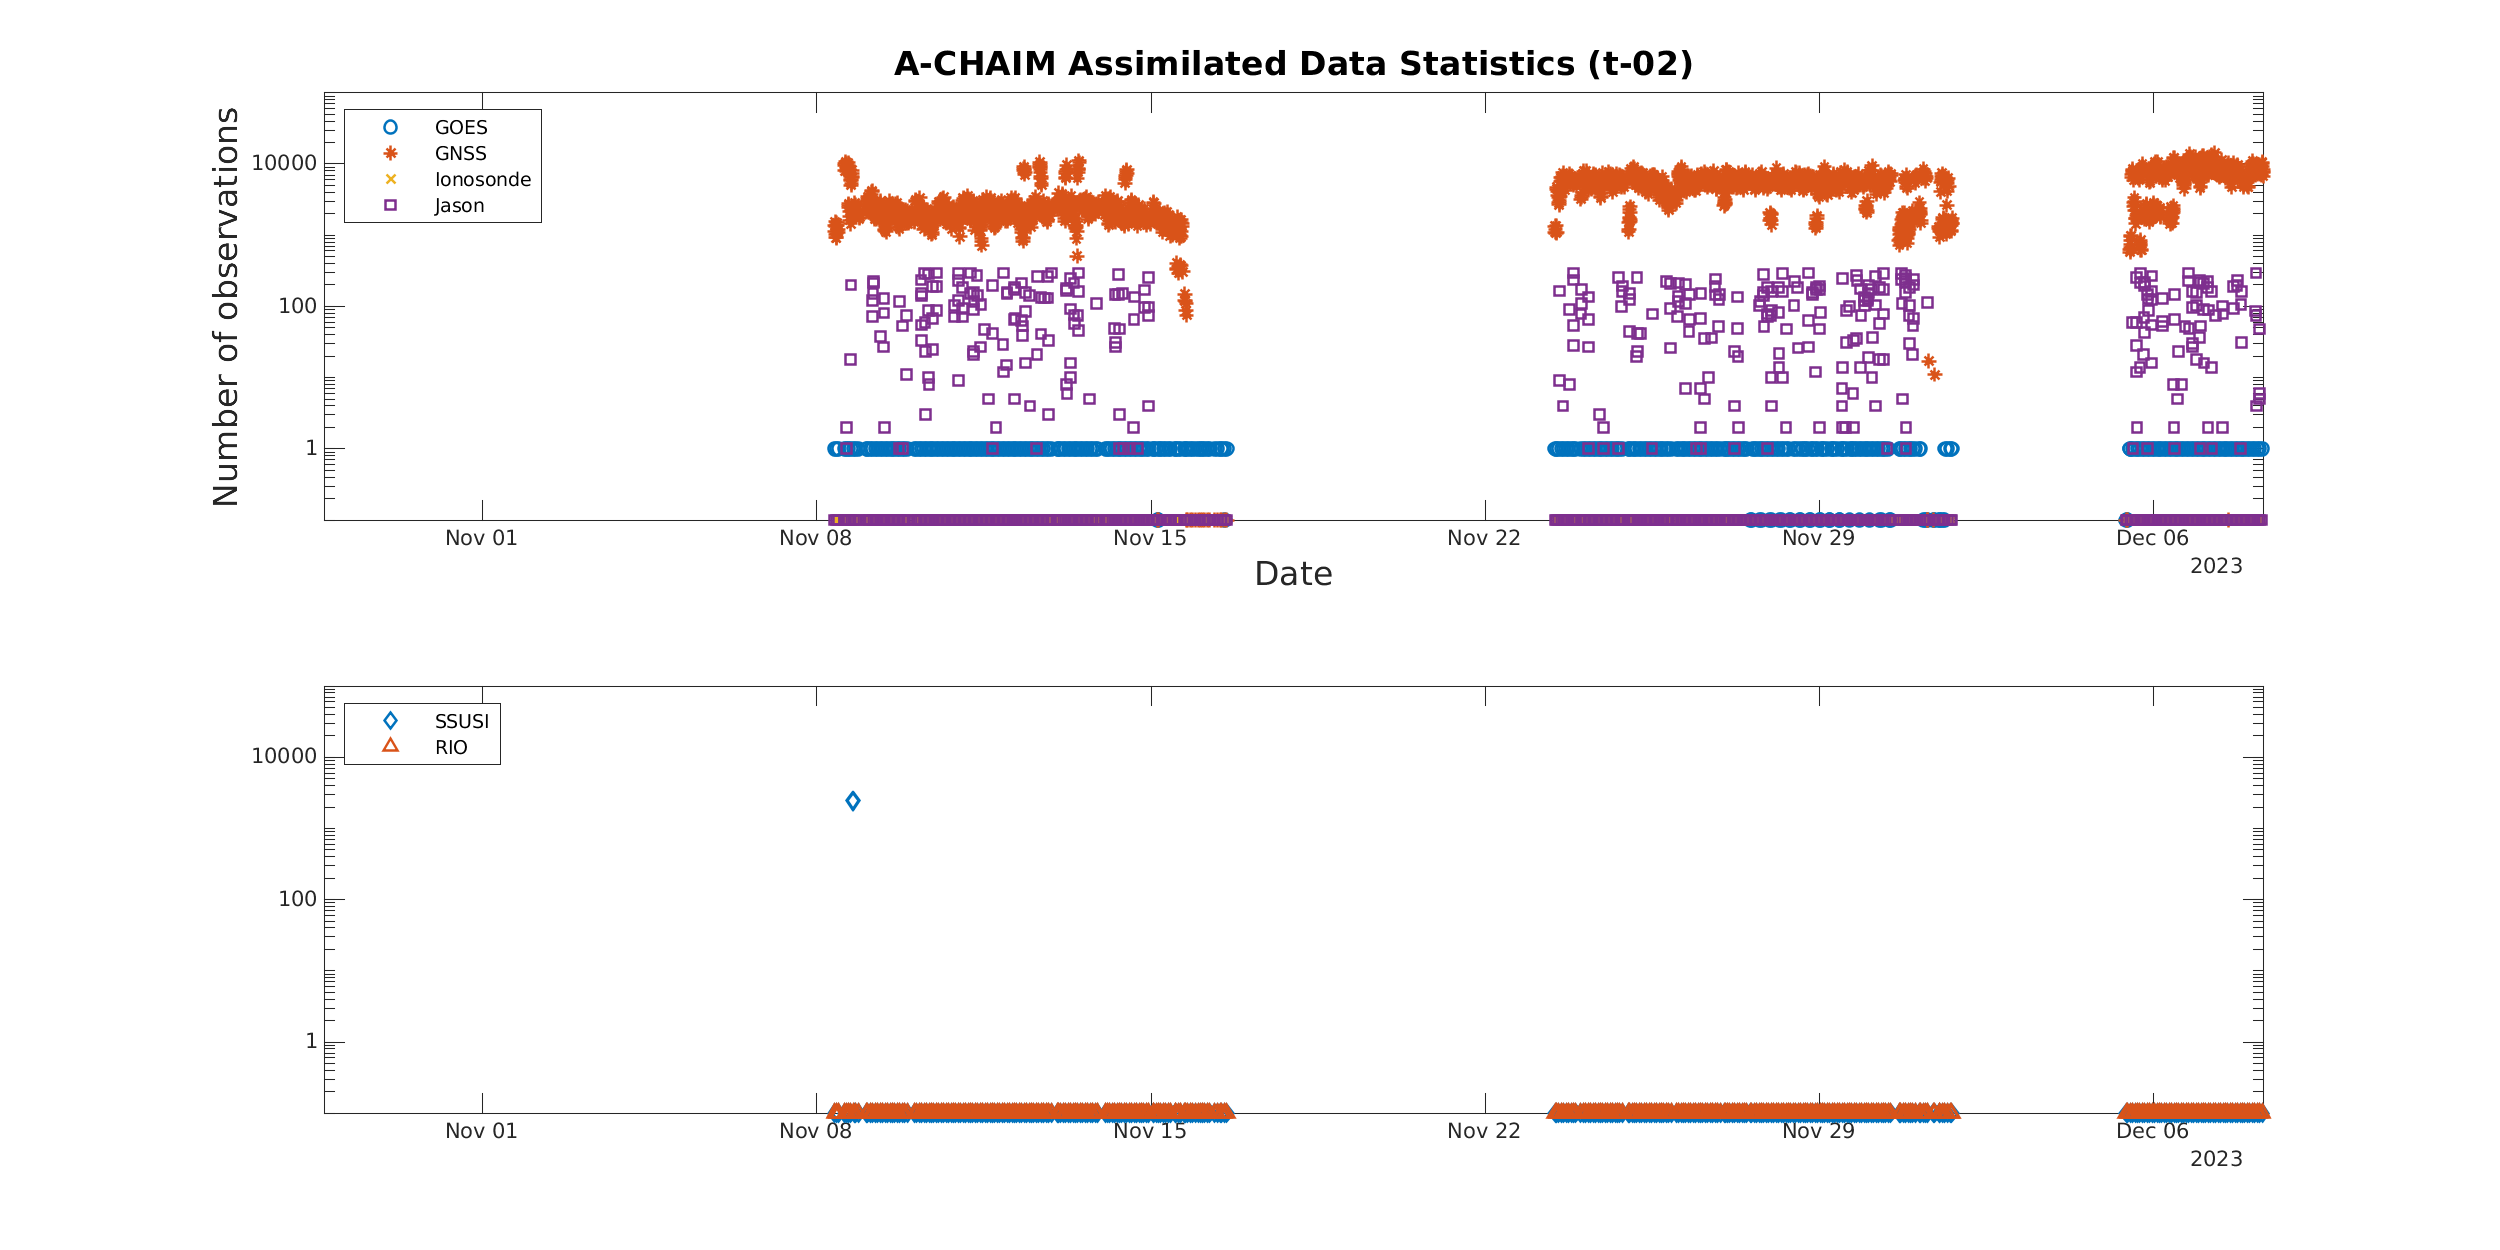 A-CHAIM Assimilated Data Statistics (t-02)
Number of observations
GOES
GNSS
Ionosonde
Jason
10000
100
1
Nov 01 Nov 08 Nov 15 Nov 22 Nov 29 Dec 06
2023
Date
SSUSI
RIO
10000
100
1
Nov 01 Nov 08 Nov 15 Nov 22 Nov 29 Dec 06
2023